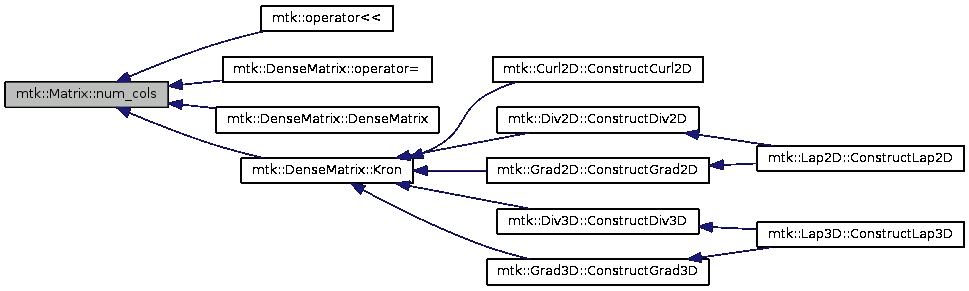 mtk::operator<<
mtk::DenseMatrix::operator=
mtk::Curl2D::ConstructCurl2D
mtk::Matrix::num_cols
mtk::DenseMatrix::DenseMatrix
mtk::Div2D::ConstructDiv2D
mtk::Lap2D::ConstructLap2D
mtk::DenseMatrix::Kron
mtk::Grad2D::ConstructGrad2D
mtk::Div3D::ConstructDiv3D
mtk::Lap3D::ConstructLap3D
mtk::Grad3D::ConstructGrad3D